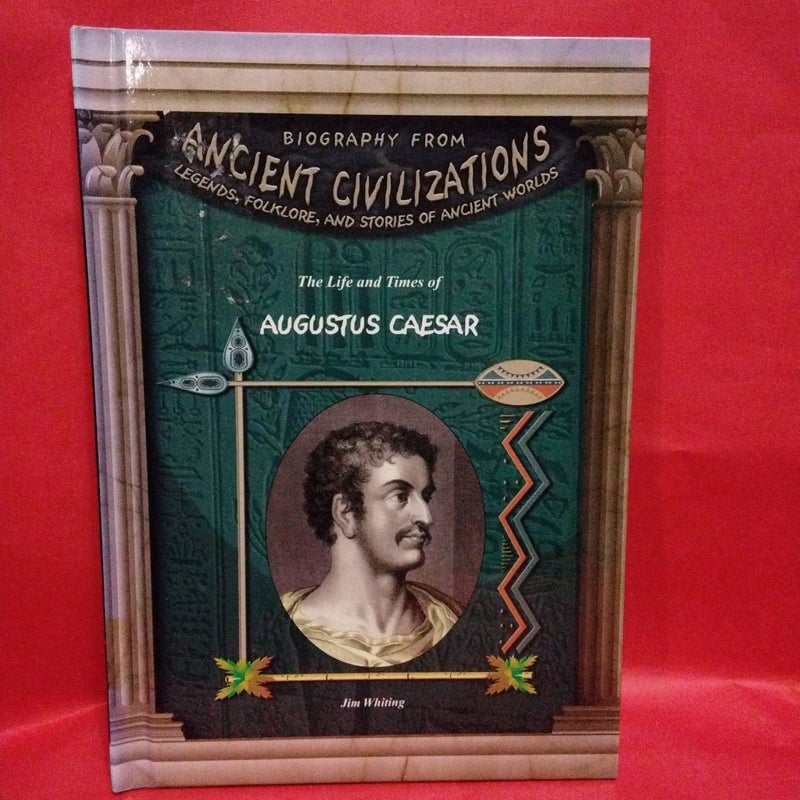 BIOGRAPHY FROM
ANCIENT CIVILIZATIONS
LEGENDS, FOLKLORE, AND STORIES OF ANCIENT WORLDS
The Life and Times of
AUGUSTUS CAESAR
Jim Whiting